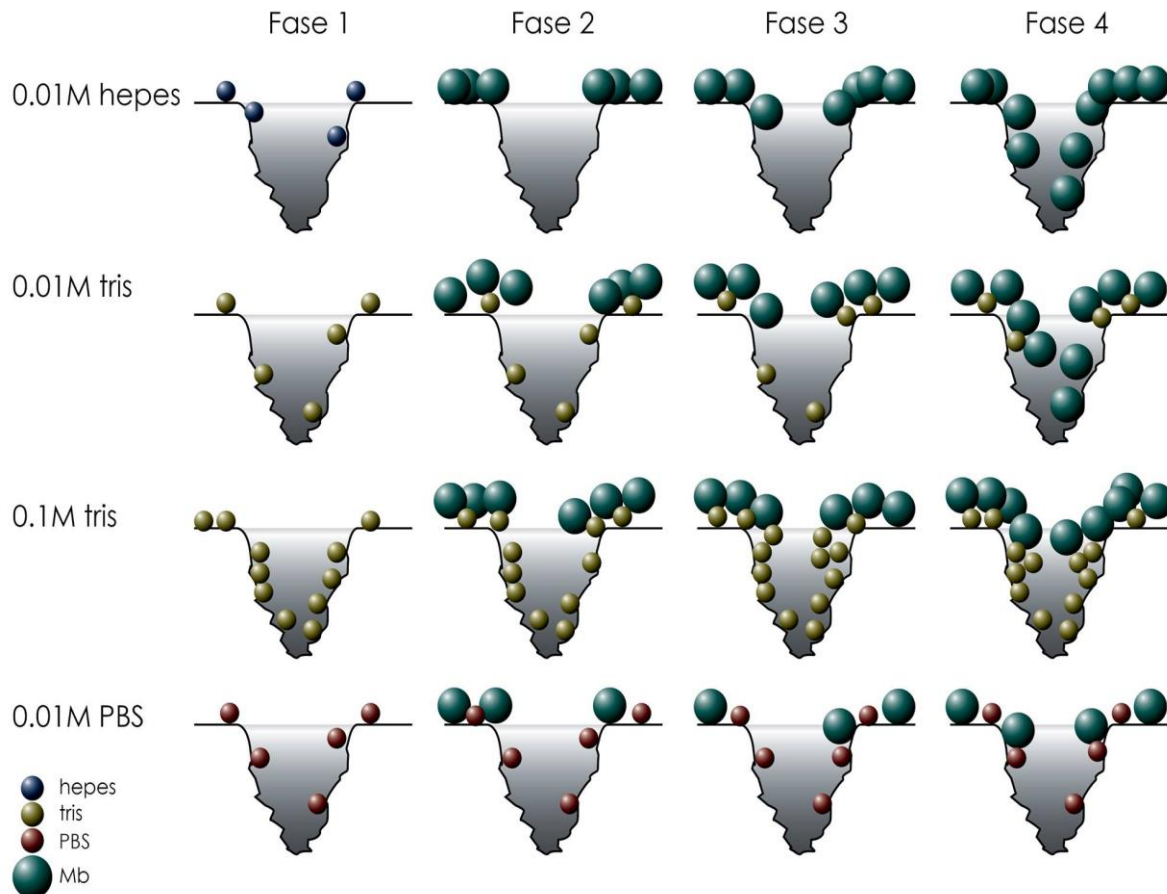 Fase 1 Fase 2 Fase 3 Fase 4
0.01M hepes
0.01M tris
0.1M tris
0.01M PBS
hepes
tris
PBS
Mb